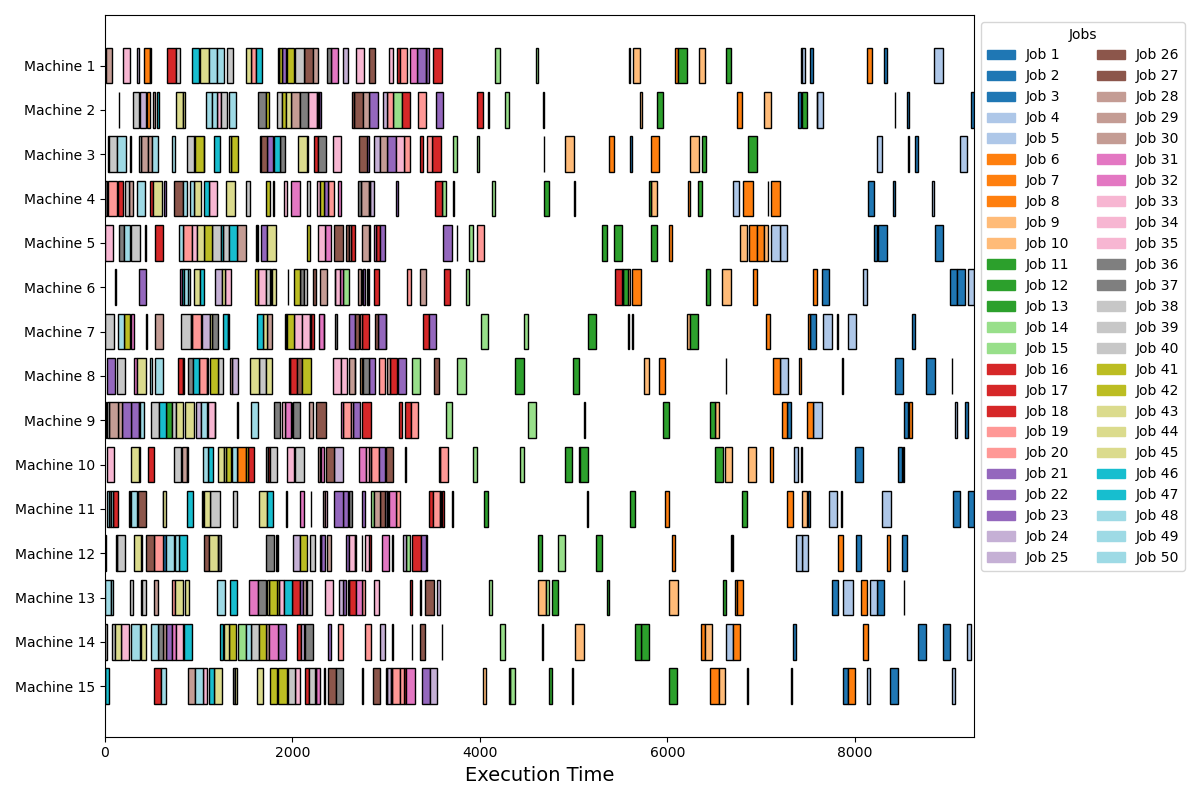 Machine 1
Machine 2
Machine 3
Machine 4
Machine 5
Machine 6
Machine 7
Machine 8
Machine 9
Machine 10
Machine 11
Machine 12
Machine 13
Machine 14
Machine 15
0 2000 4000 6000 8000
Execution Time
Jobs
Job 1 Job 26
Job 2 Job 27
Job 3 Job 28
Job 4 Job 29
Job 5 Job 30
Job 6 Job 31
Job 7 Job 32
Job 8 Job 33
Job 9 Job 34
Job 10 Job 35
Job 11 Job 36
Job 12 Job 37
Job 13 Job 38
Job 14 Job 39
Job 15 Job 40
Job 16 Job 41
Job 17 Job 42
Job 18 Job 43
Job 19 Job 44
Job 20 Job 45
Job 21 Job 46
Job 22 Job 47
Job 23 Job 48
Job 24 Job 49
Job 25 Job 50